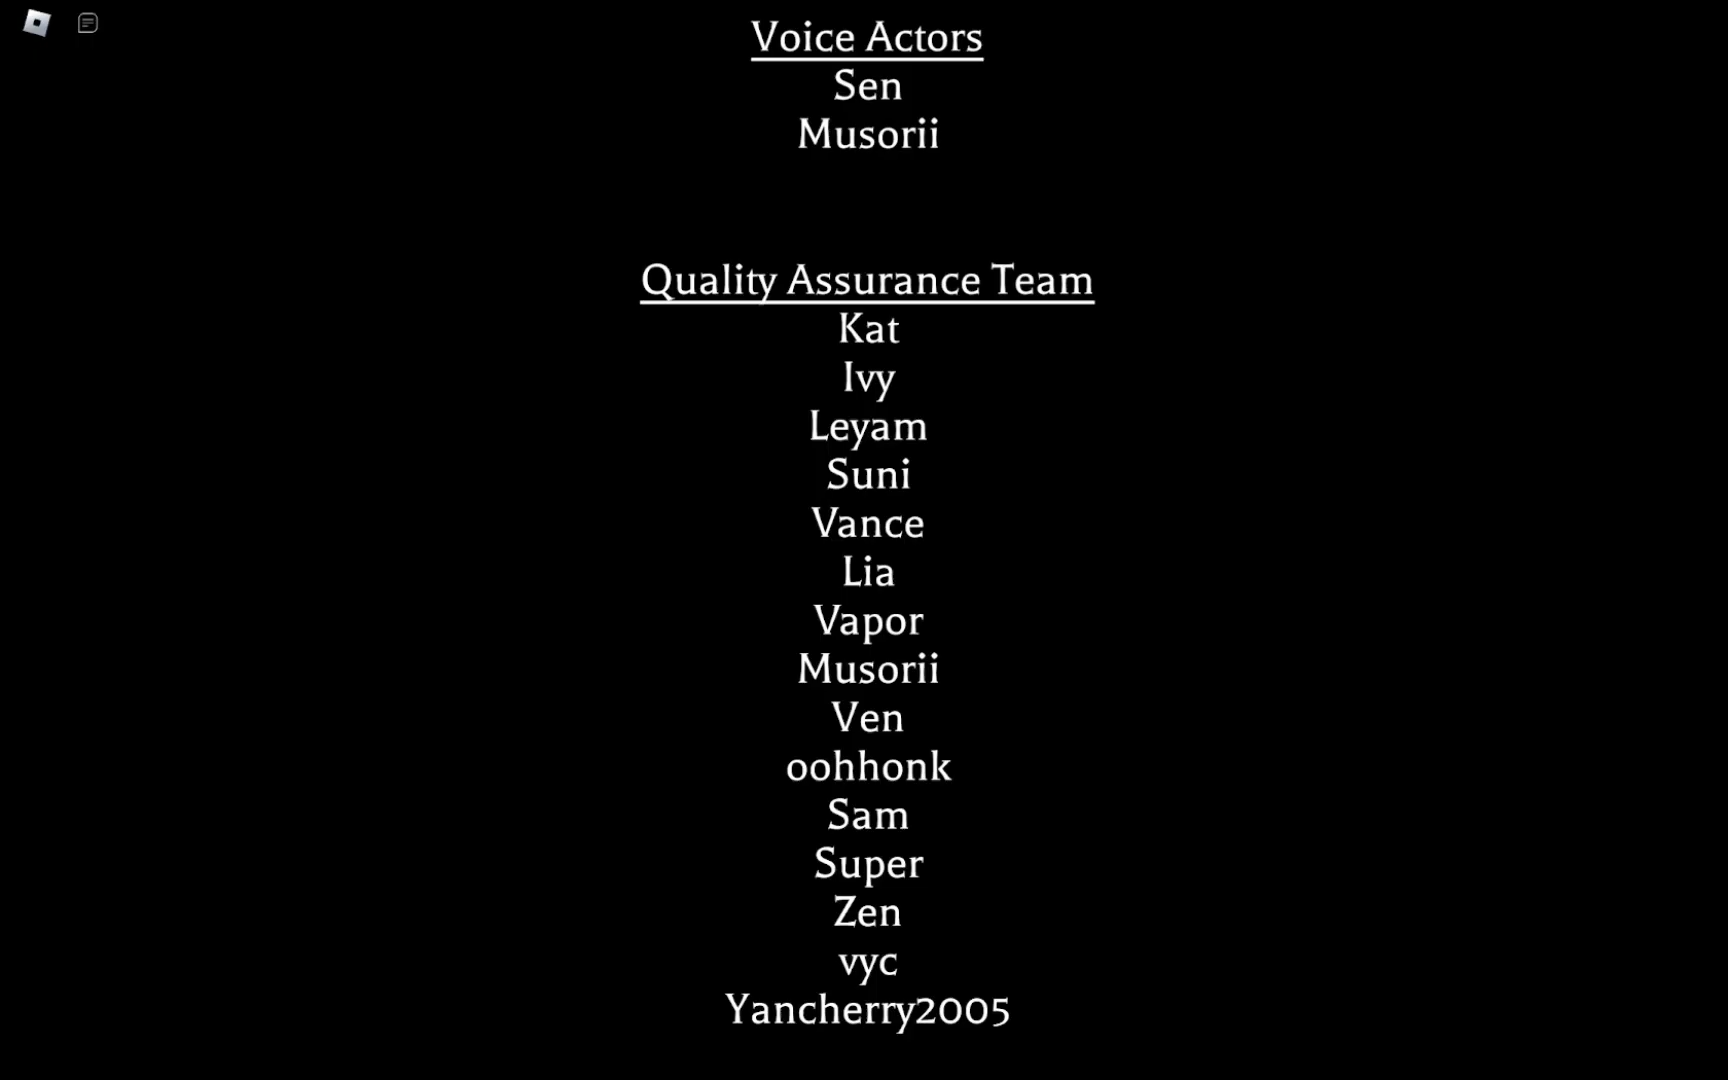 Voice Actors
Sen
Musorii
Quality Assurance Team
Kat
Ivy
Leyam
Suni
Vance
Lia
Vapor
Musorii
Ven
oohhonk
Sam
Super
Zen
vyc
Yancherry2005